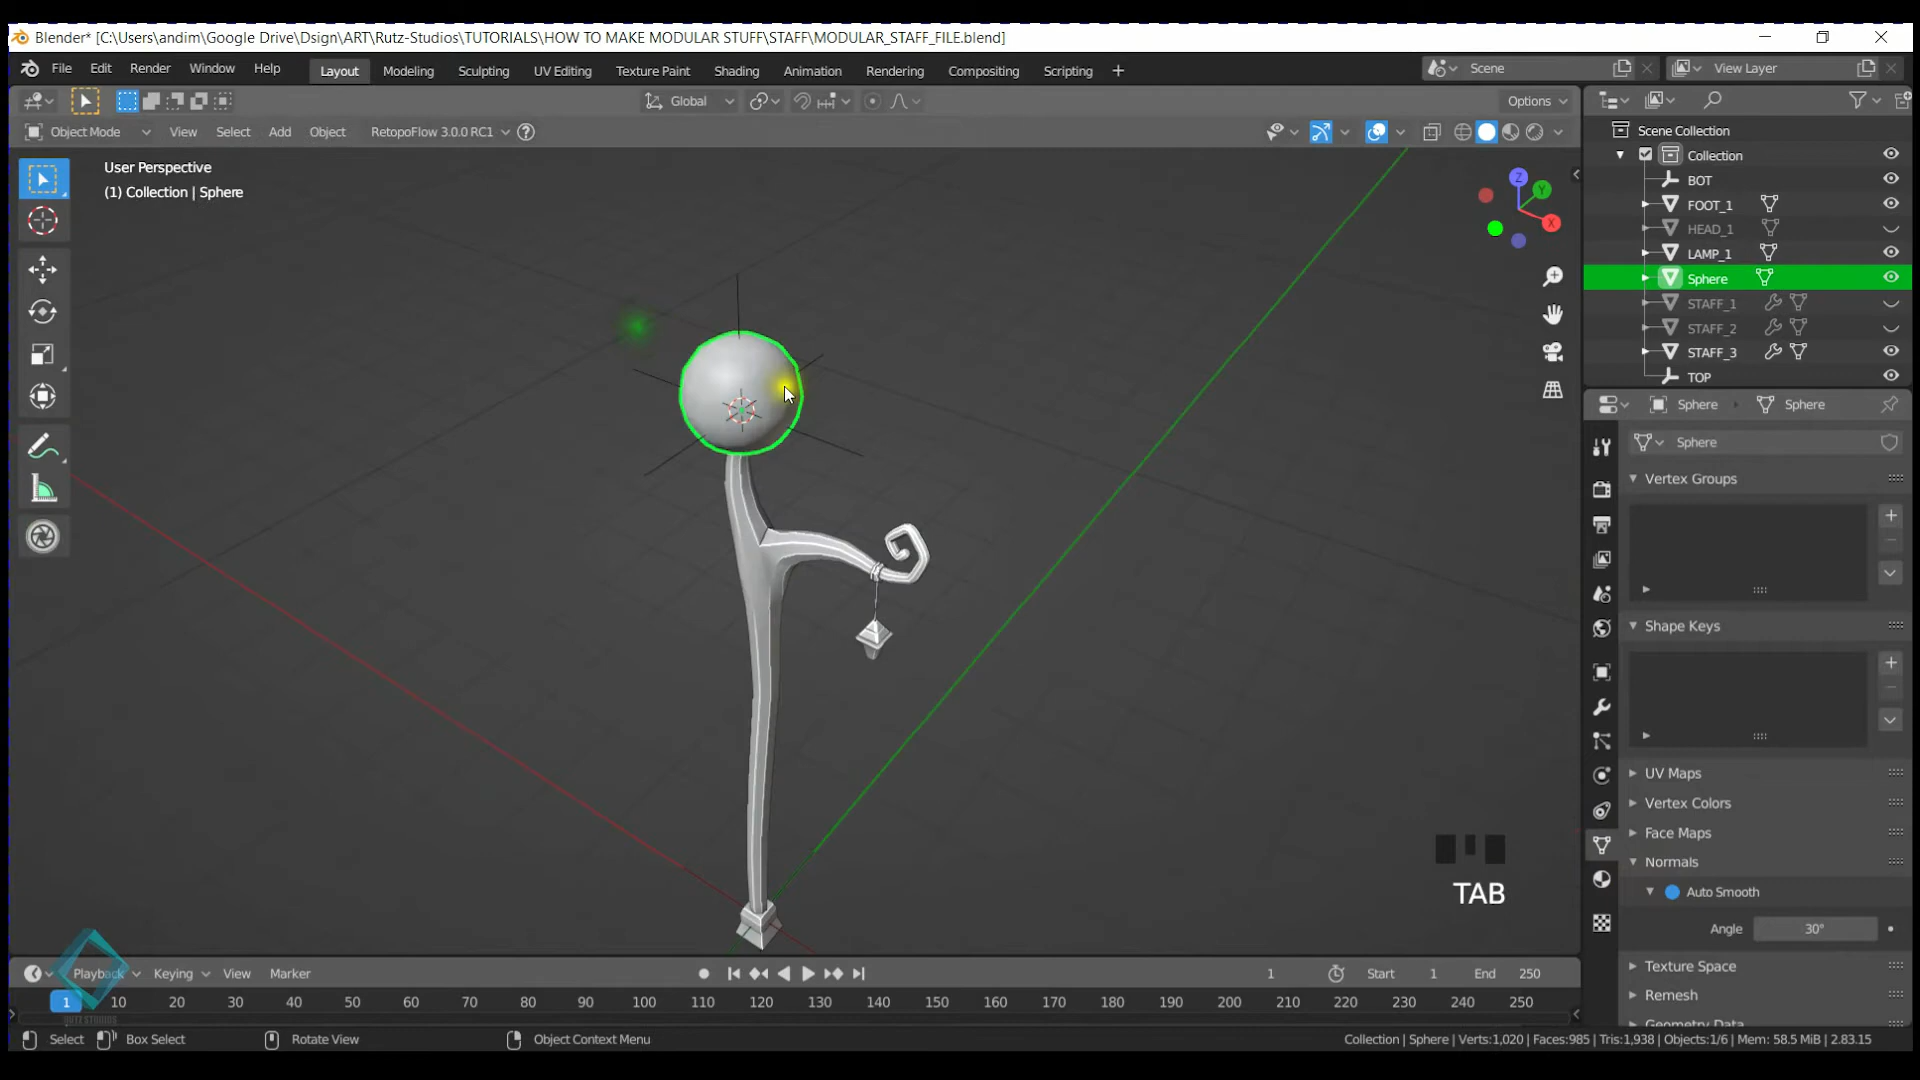 Blender* [C:\Users\andim\Google Drive\Dsign\ART\Rutz-Studios\TUTORIALS\HOW TO MAKE MODULAR STUFF\STAFF\MODULAR_STAFF_FILE.blend]
File Edit Render Window Help Layout Modeling Sculpting UV Editing Texture Paint Shading Animation Rendering Compositing Scripting + Scene View Layer
Global Options
Object Mode View Select Add Object RetopoFlow 3.0.0 RC1
Scene Collection
Collection
BOT
FOOT_1
HEAD_1
LAMP_1
Sphere
STAFF_1
STAFF_2
STAFF_3
TOP
User Perspective
(1) Collection | Sphere
Z
Y
X
Sphere Sphere
Sphere
Vertex Groups
Shape Keys
UV Maps
Vertex Colors
Face Maps
Normals
Auto Smooth
Angle 30°
Texture Space
Remesh
Geometry Data
TAB
Playback Keying View Marker 1 Start 1 End 250
1 10 20 30 40 50 60 70 80 90 100 110 120 130 140 150 160 170 180 190 200 210 220 230 240 250
RUTZ STUDIOS
Select Box Select Rotate View Object Context Menu Collection | Sphere | Verts:1,020 | Faces:985 | Tris:1,938 | Objects:1/6 | Mem: 58.5 MiB | 2.83.15